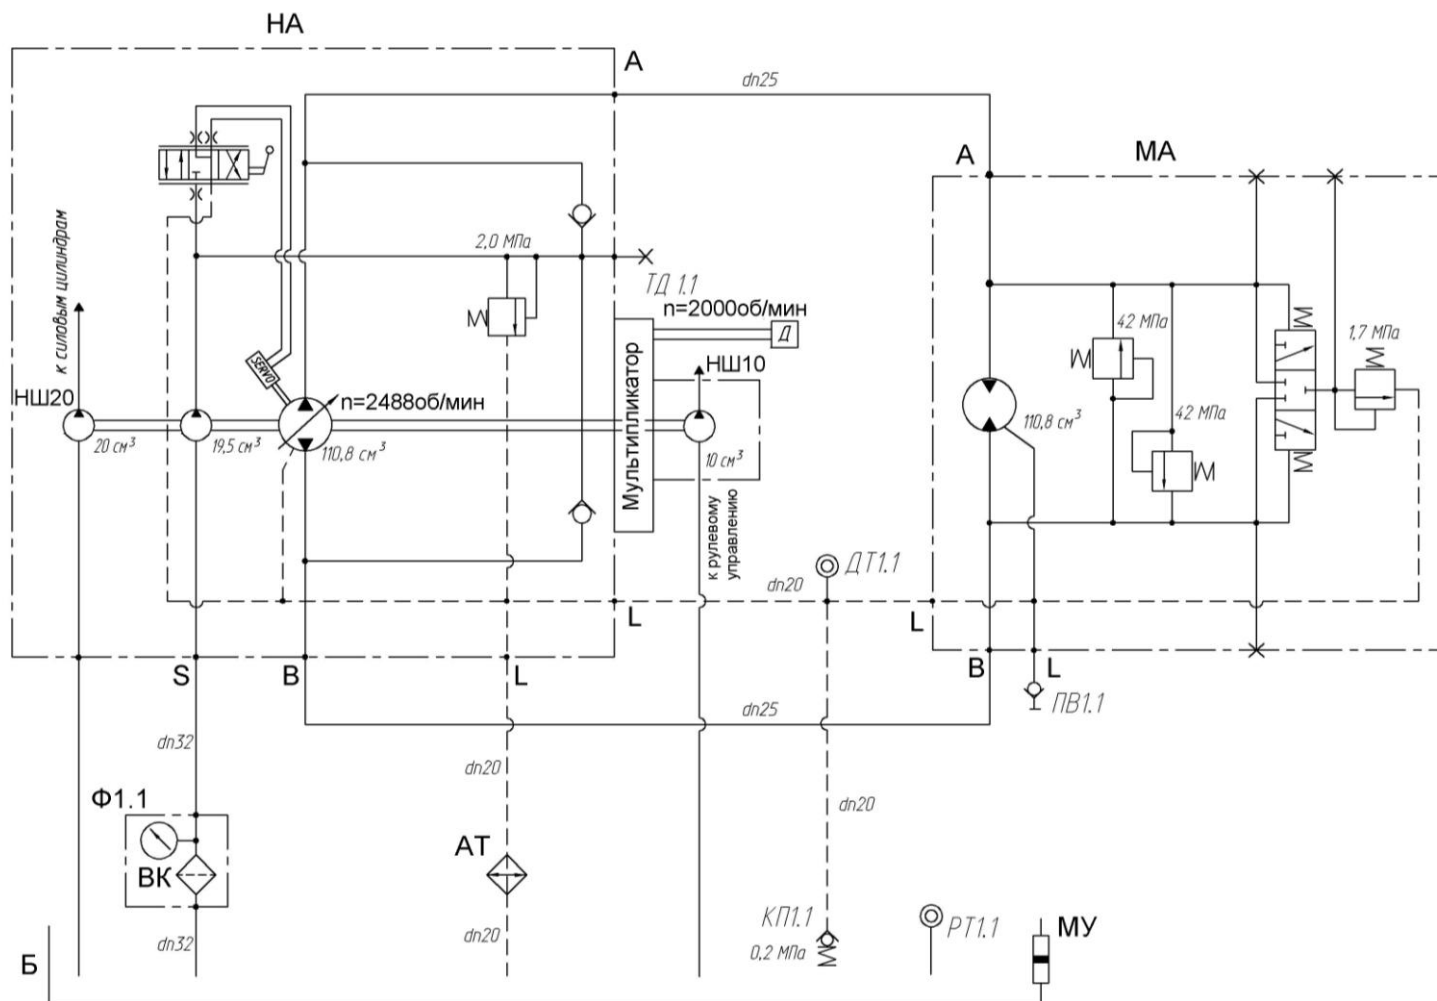 НА
А
dn25
А
МА
к силовым цилиндрам
2,0 МПа
ТД 1.1
n=2000об/мин
Д
42 МПа
1,7 МПа
SERVO
НШ10
НШ20
n=2488об/мин
Мультипликатор
110,8 см³
42 МПа
20 см³
19,5 см³
110,8 см³
10 см³
к рулевому
управлению
ДТ1.1
dn20
L
L
S
B
L
B
L
ПВ1.1
dn25
dn32
dn20
dn20
Ф1.1
ВК
АТ
КП1.1
0,2 МПа
РТ1.1
МУ
dn32
dn20
Б